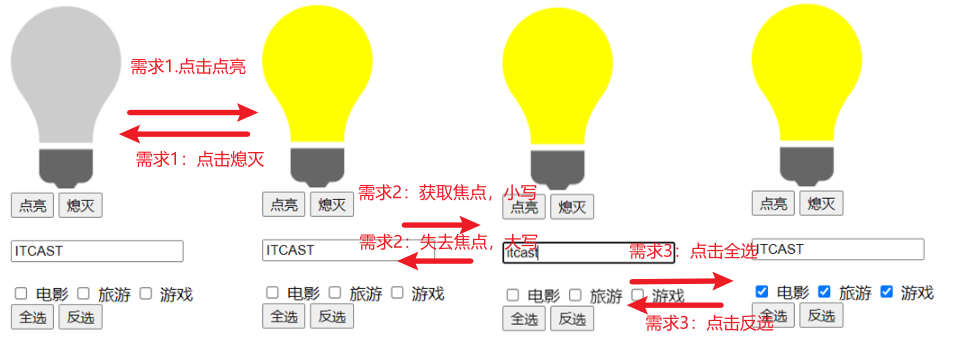 需求1.点击点亮
需求1：点击熄灭
点亮 熄灭
点亮 熄灭
需求2：获取焦点，小写
点亮 熄灭
点亮 熄灭
ITCAST
ITCAST
需求2：失去焦点，大写
itcast
需求3：点击全选
ITCAST
电影 旅游 游戏
全选 反选
电影 旅游 游戏
全选 反选
电影 旅游 游戏
全选 反选
需求3：点击反选
电影 旅游 游戏
全选 反选